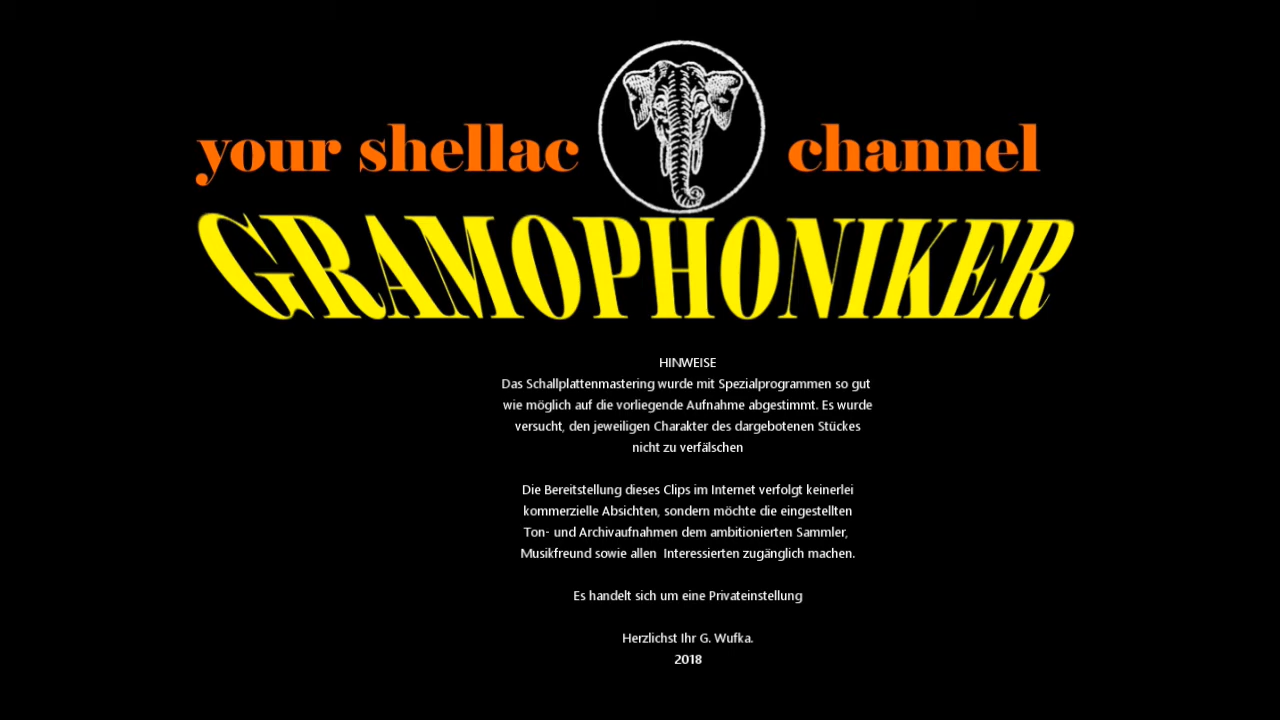 your shellac channel
GRAMOPHONIKER
HINWEISE
Das Schallplattenmastering wurde mit Spezialprogrammen so gut
wie möglich auf die vorliegende Aufnahme abgestimmt. Es wurde
versucht, den jeweiligen Charakter des dargebotenen Stückes
nicht zu verfälschen
Die Bereitstellung dieses Clips im Internet verfolgt keinerlei
kommerzielle Absichten, sondern möchte die eingestellten
Ton- und Archivaufnahmen dem ambitionierten Sammler,
Musikfreund sowie allen Interessierten zugänglich machen.
Es handelt sich um eine Privateinstellung
Herzlichst Ihr G. Wufka.
2018